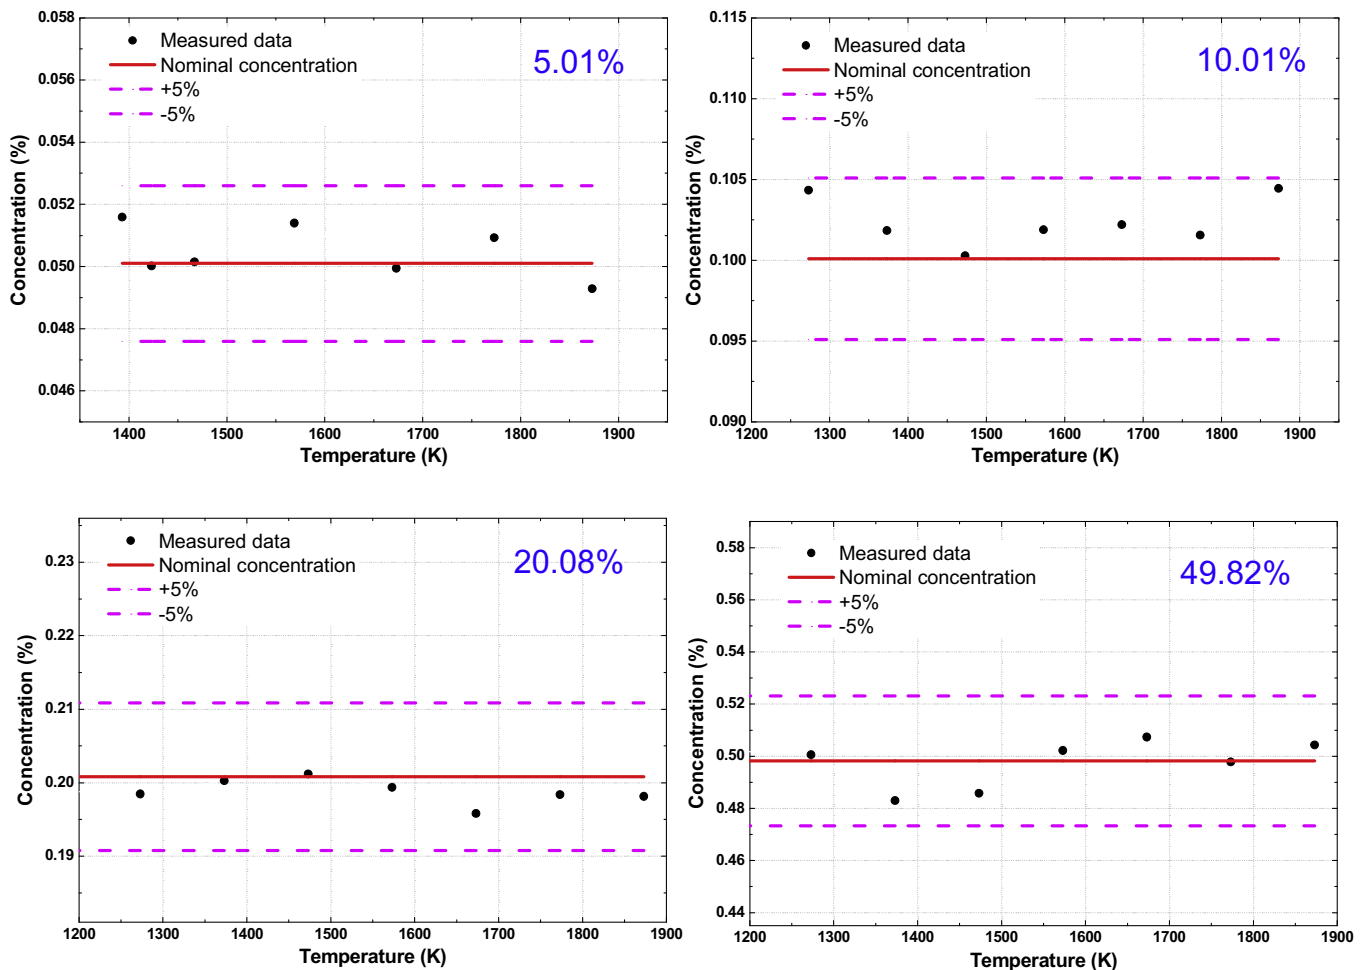 0.058
0.056
0.054
0.052
0.050
0.048
0.046
Concentration (%)
Measured data
Nominal concentration
+5%
-5%
5.01%
1400 1500 1600 1700 1800 1900
Temperature (K)
0.115
0.110
0.105
0.100
0.095
0.090
Concentration (%)
Measured data
Nominal concentration
+5%
-5%
10.01%
1200 1300 1400 1500 1600 1700 1800 1900
Temperature (K)
0.23
0.22
0.21
0.20
0.19
Concentration (%)
Measured data
Nominal concentration
+5%
-5%
20.08%
1200 1300 1400 1500 1600 1700 1800 1900
Temperature (K)
0.58
0.56
0.54
0.52
0.50
0.48
0.46
0.44
Concentration (%)
Measured data
Nominal concentration
+5%
-5%
49.82%
1200 1300 1400 1500 1600 1700 1800 1900
Temperature (K)